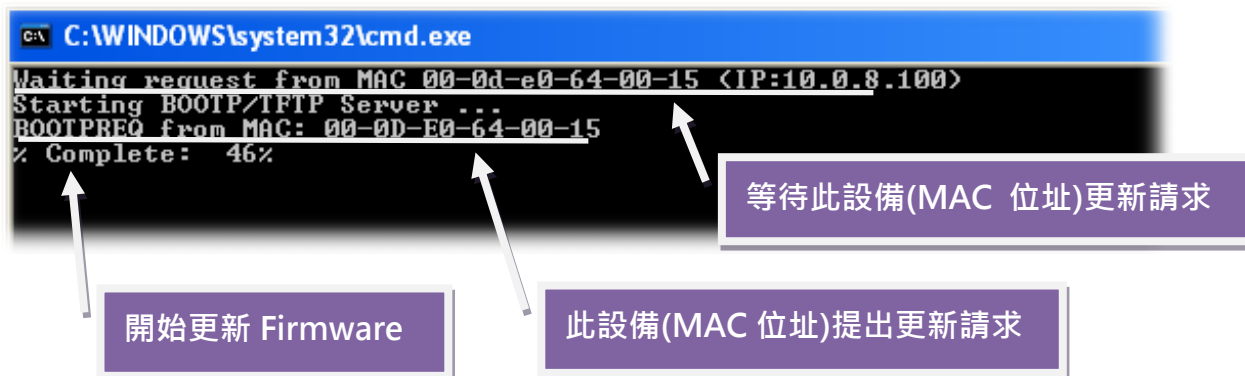 C:\WINDOWS\system32\cmd.exe
Waiting request from MAC 00-0d-e0-64-00-15 (IP:10.0.8.100)
Starting BOOTP/TFTP Server ...
BOOTPREQ from MAC: 00-0D-E0-64-00-15
% Complete: 46%
等待此設備(MAC 位址)更新請求
開始更新 Firmware
此設備(MAC 位址)提出更新請求